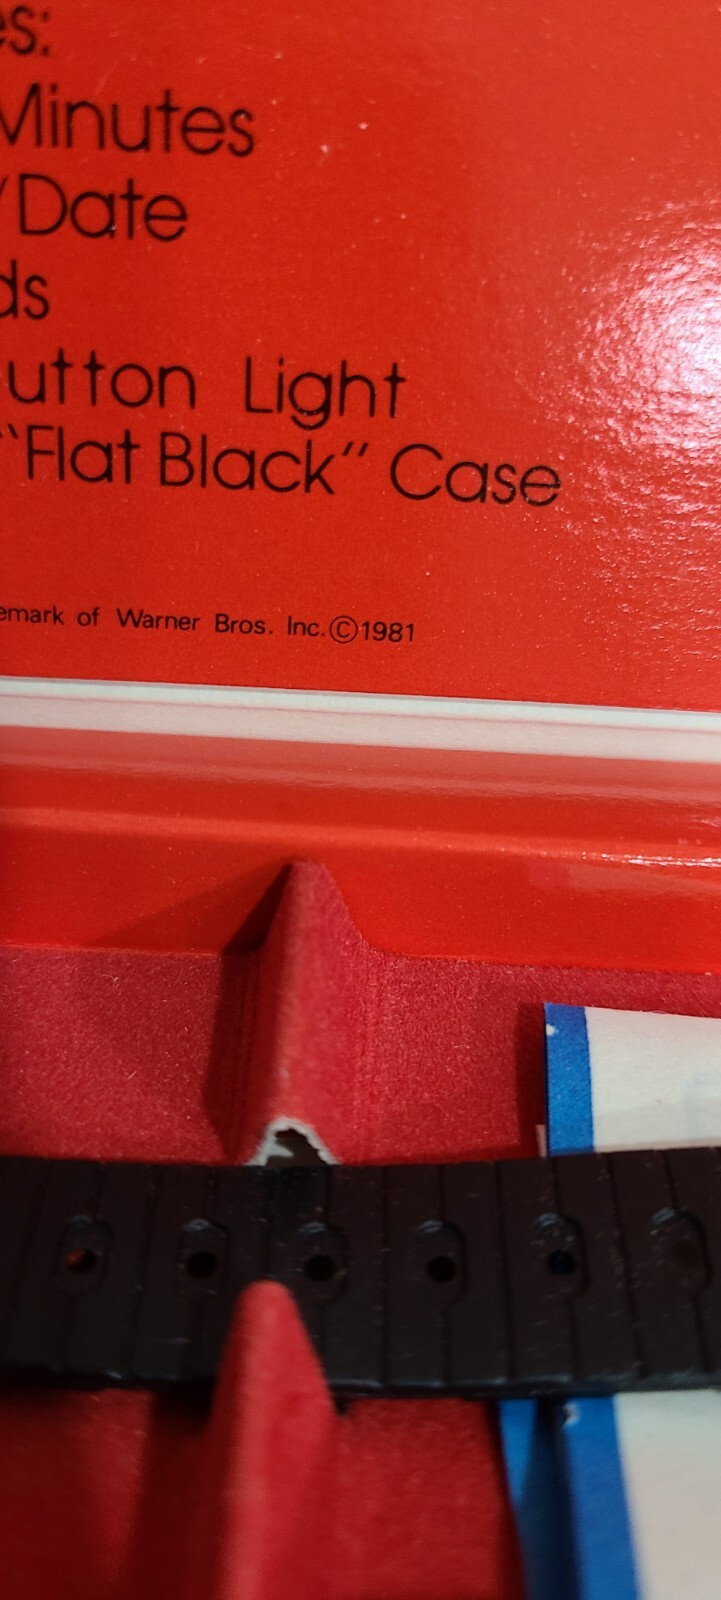 es:
Minutes
/Date
ds
utton Light
"Flat Black" Case
emark of Warner Bros. Inc.©1981